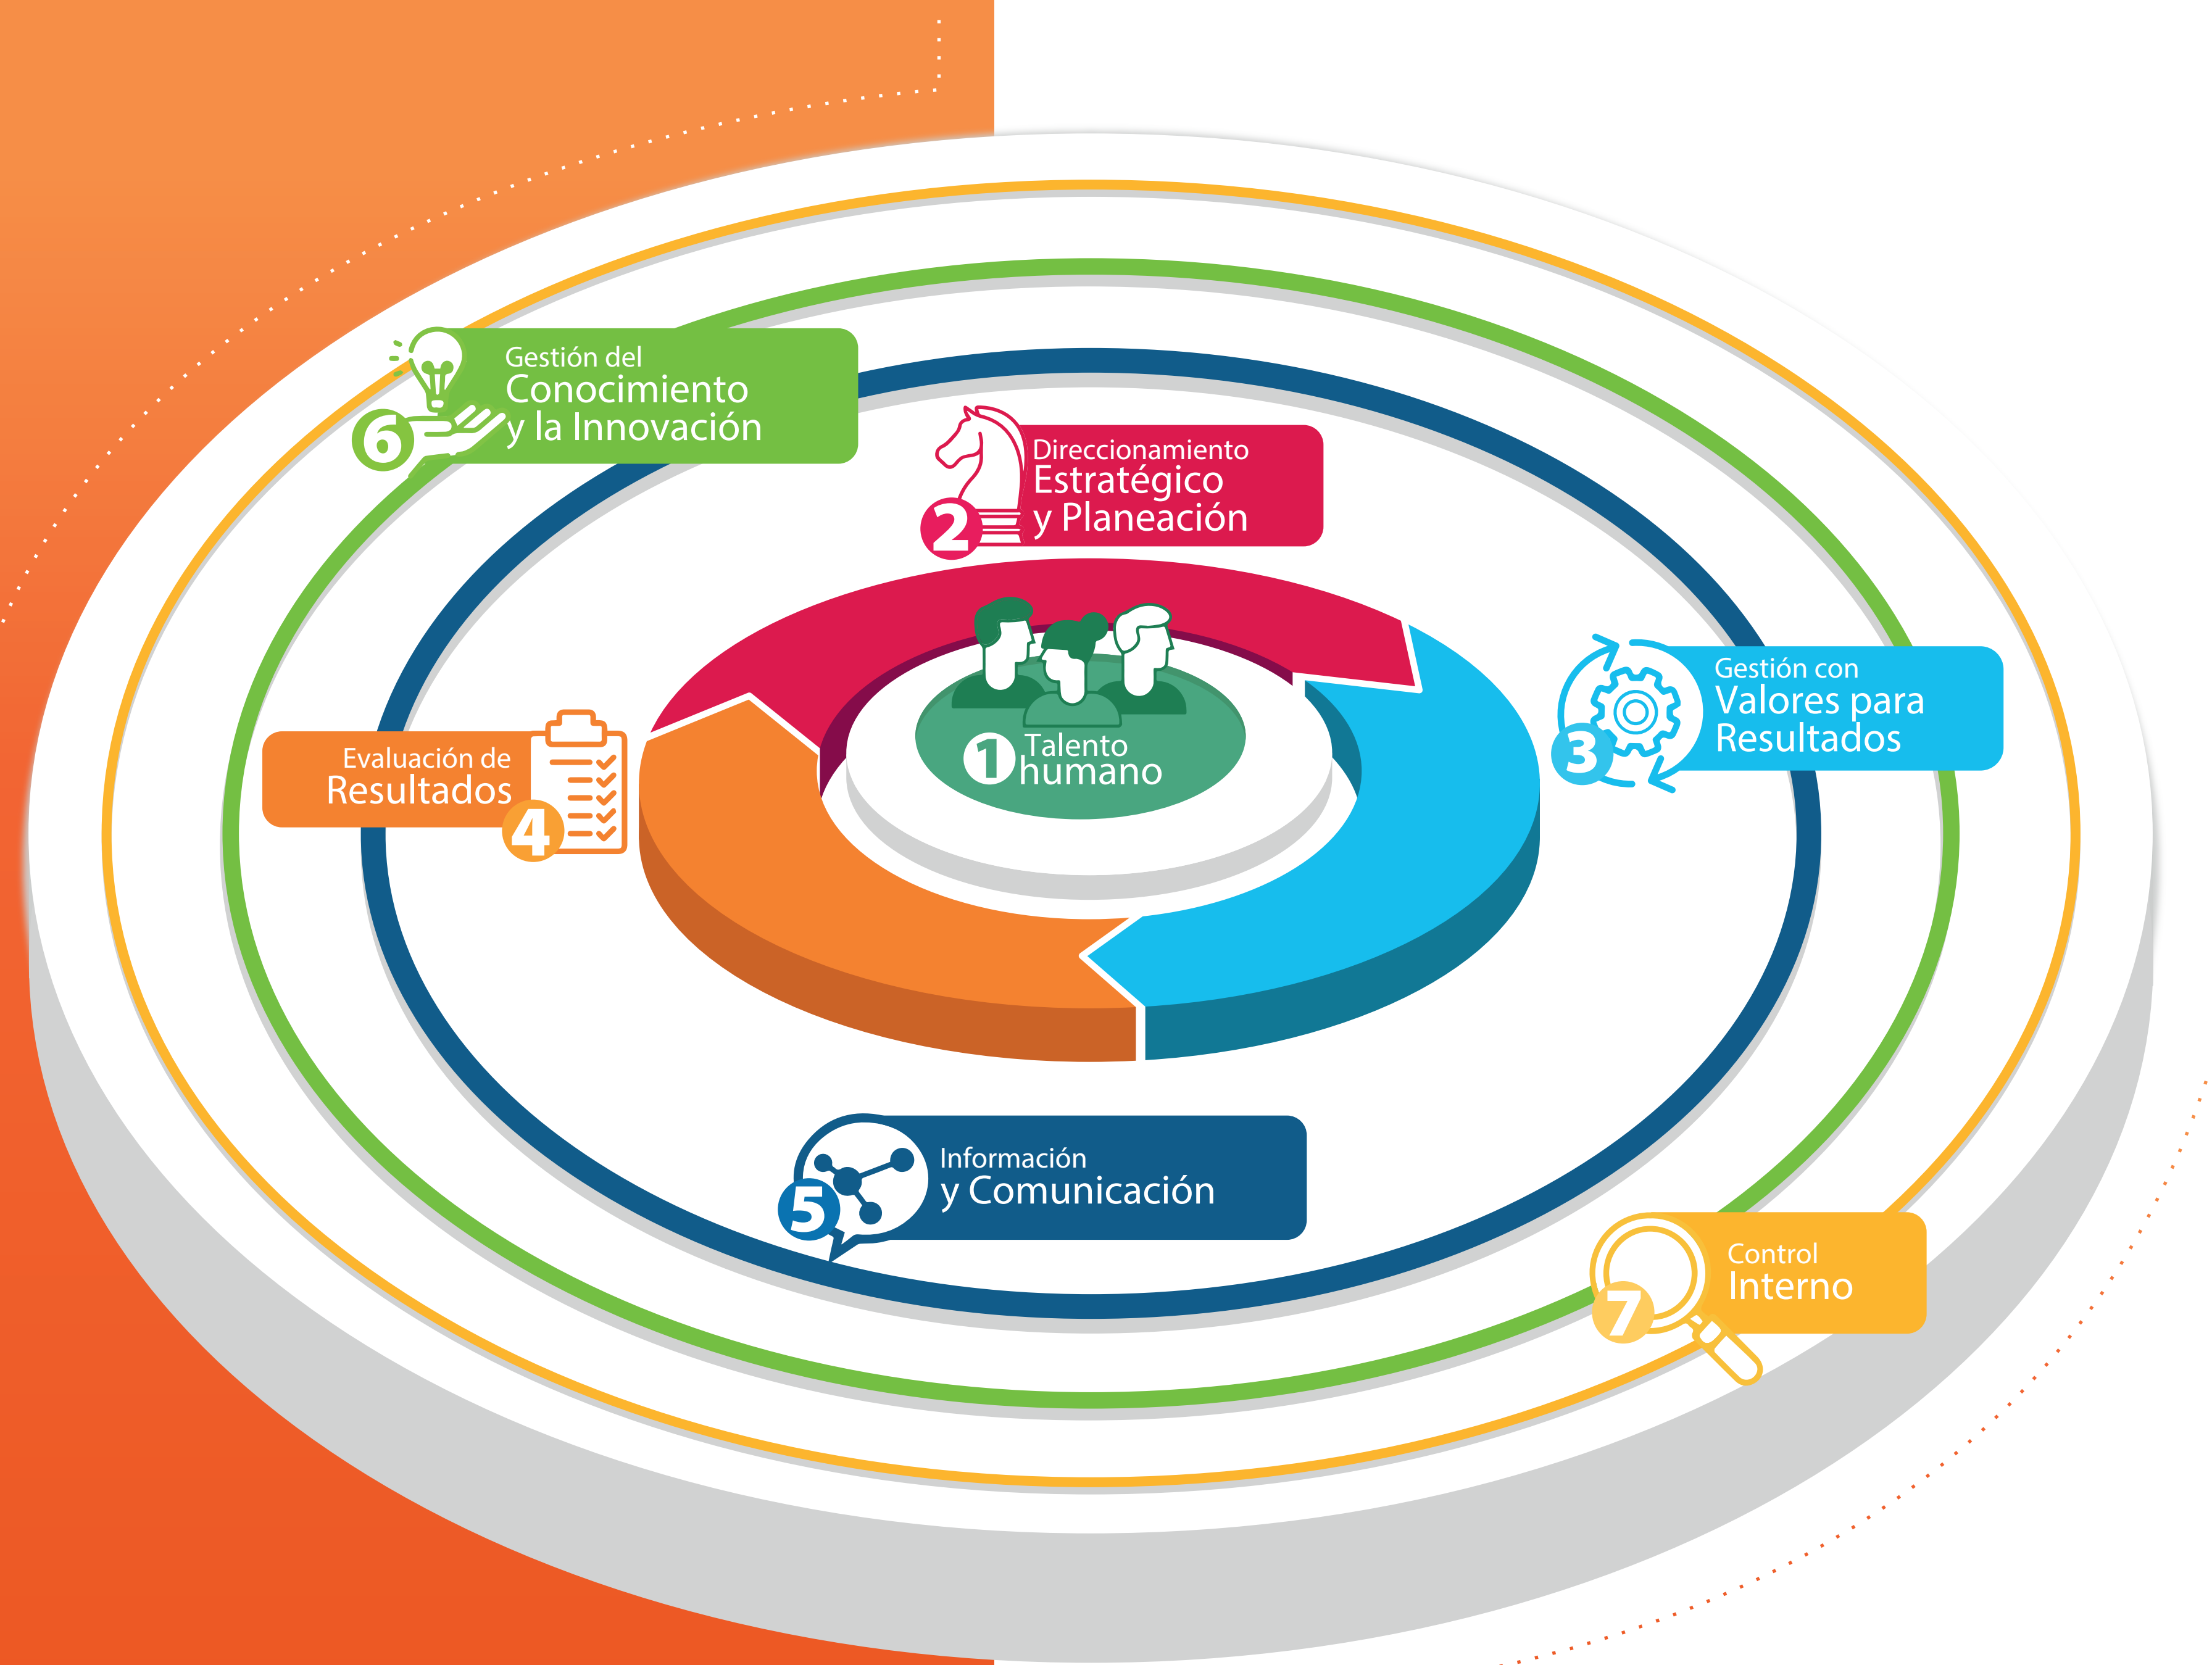 6
Gestión del
Conocimiento
y la Innovación
2
Direccionamiento
Estratégico
y Planeación
1
Talento
humano
3
Gestión con
Valores para
Resultados
Evaluación de
Resultados
4
5
Información
y Comunicación
7
Control
Interno